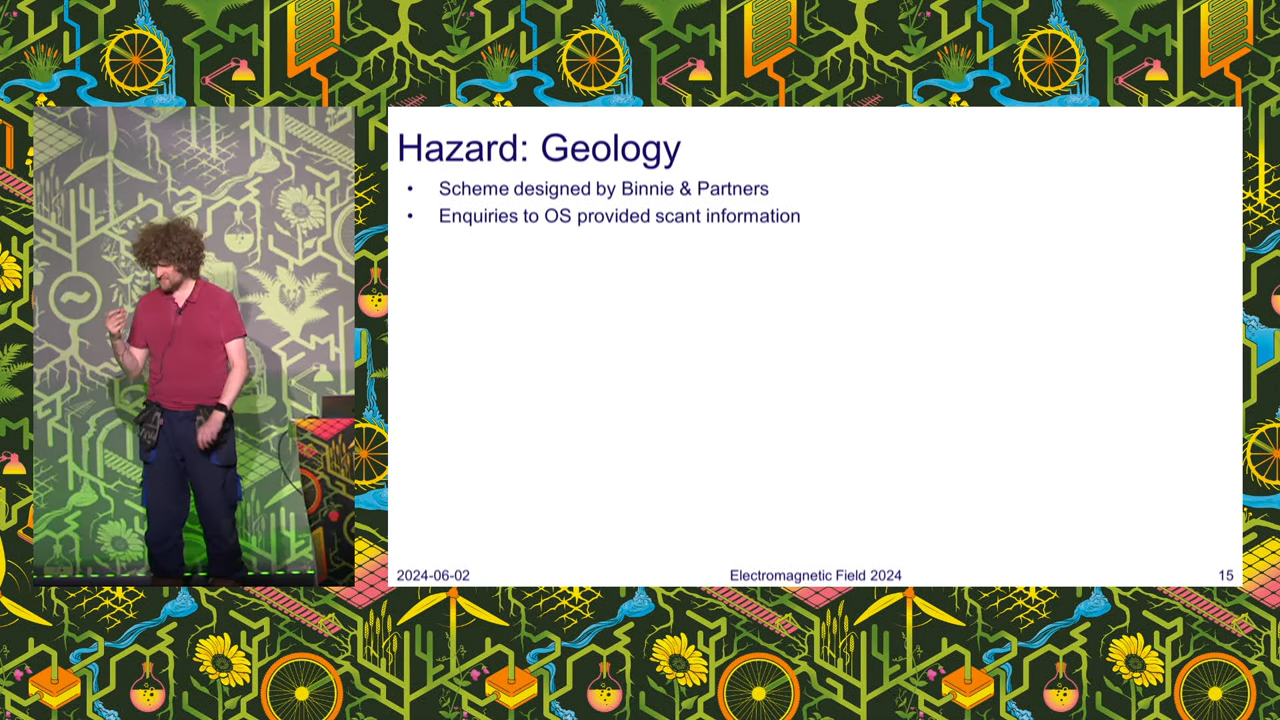 Hazard: Geology
• Scheme designed by Binnie & Partners
• Enquiries to OS provided scant information
2024-06-02 Electromagnetic Field 2024 15